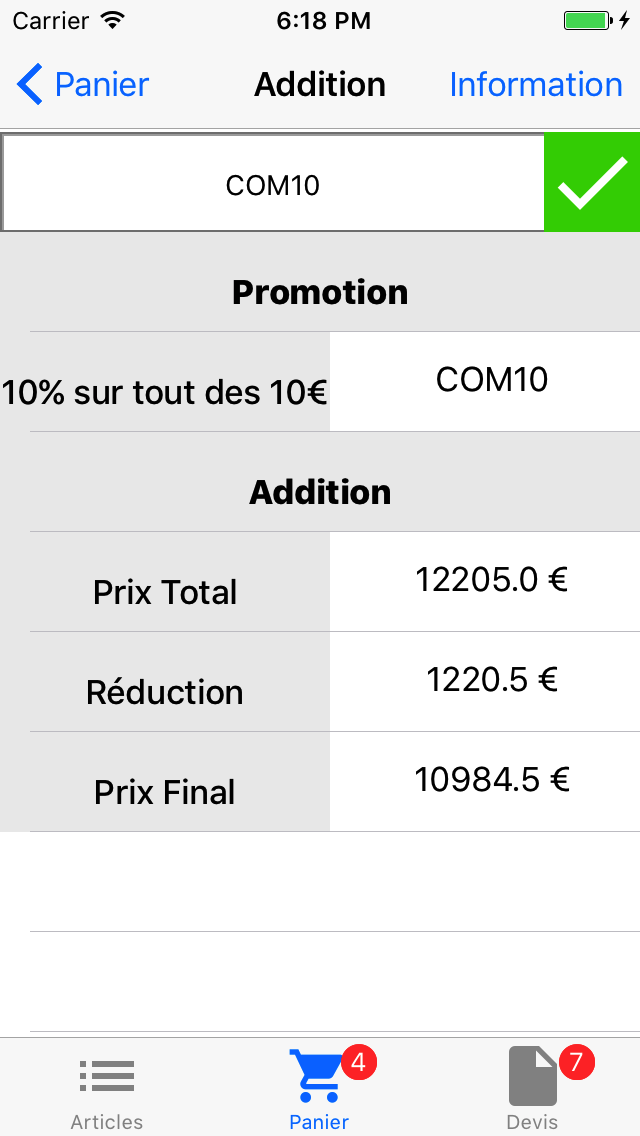 Carrier 6:18 PM
Panier Addition Information
COM10
Promotion
10% sur tout des 10€ COM10
Addition
Prix Total 12205.0 €
Réduction 1220.5 €
Prix Final 10984.5 €
4 7
Articles Panier Devis